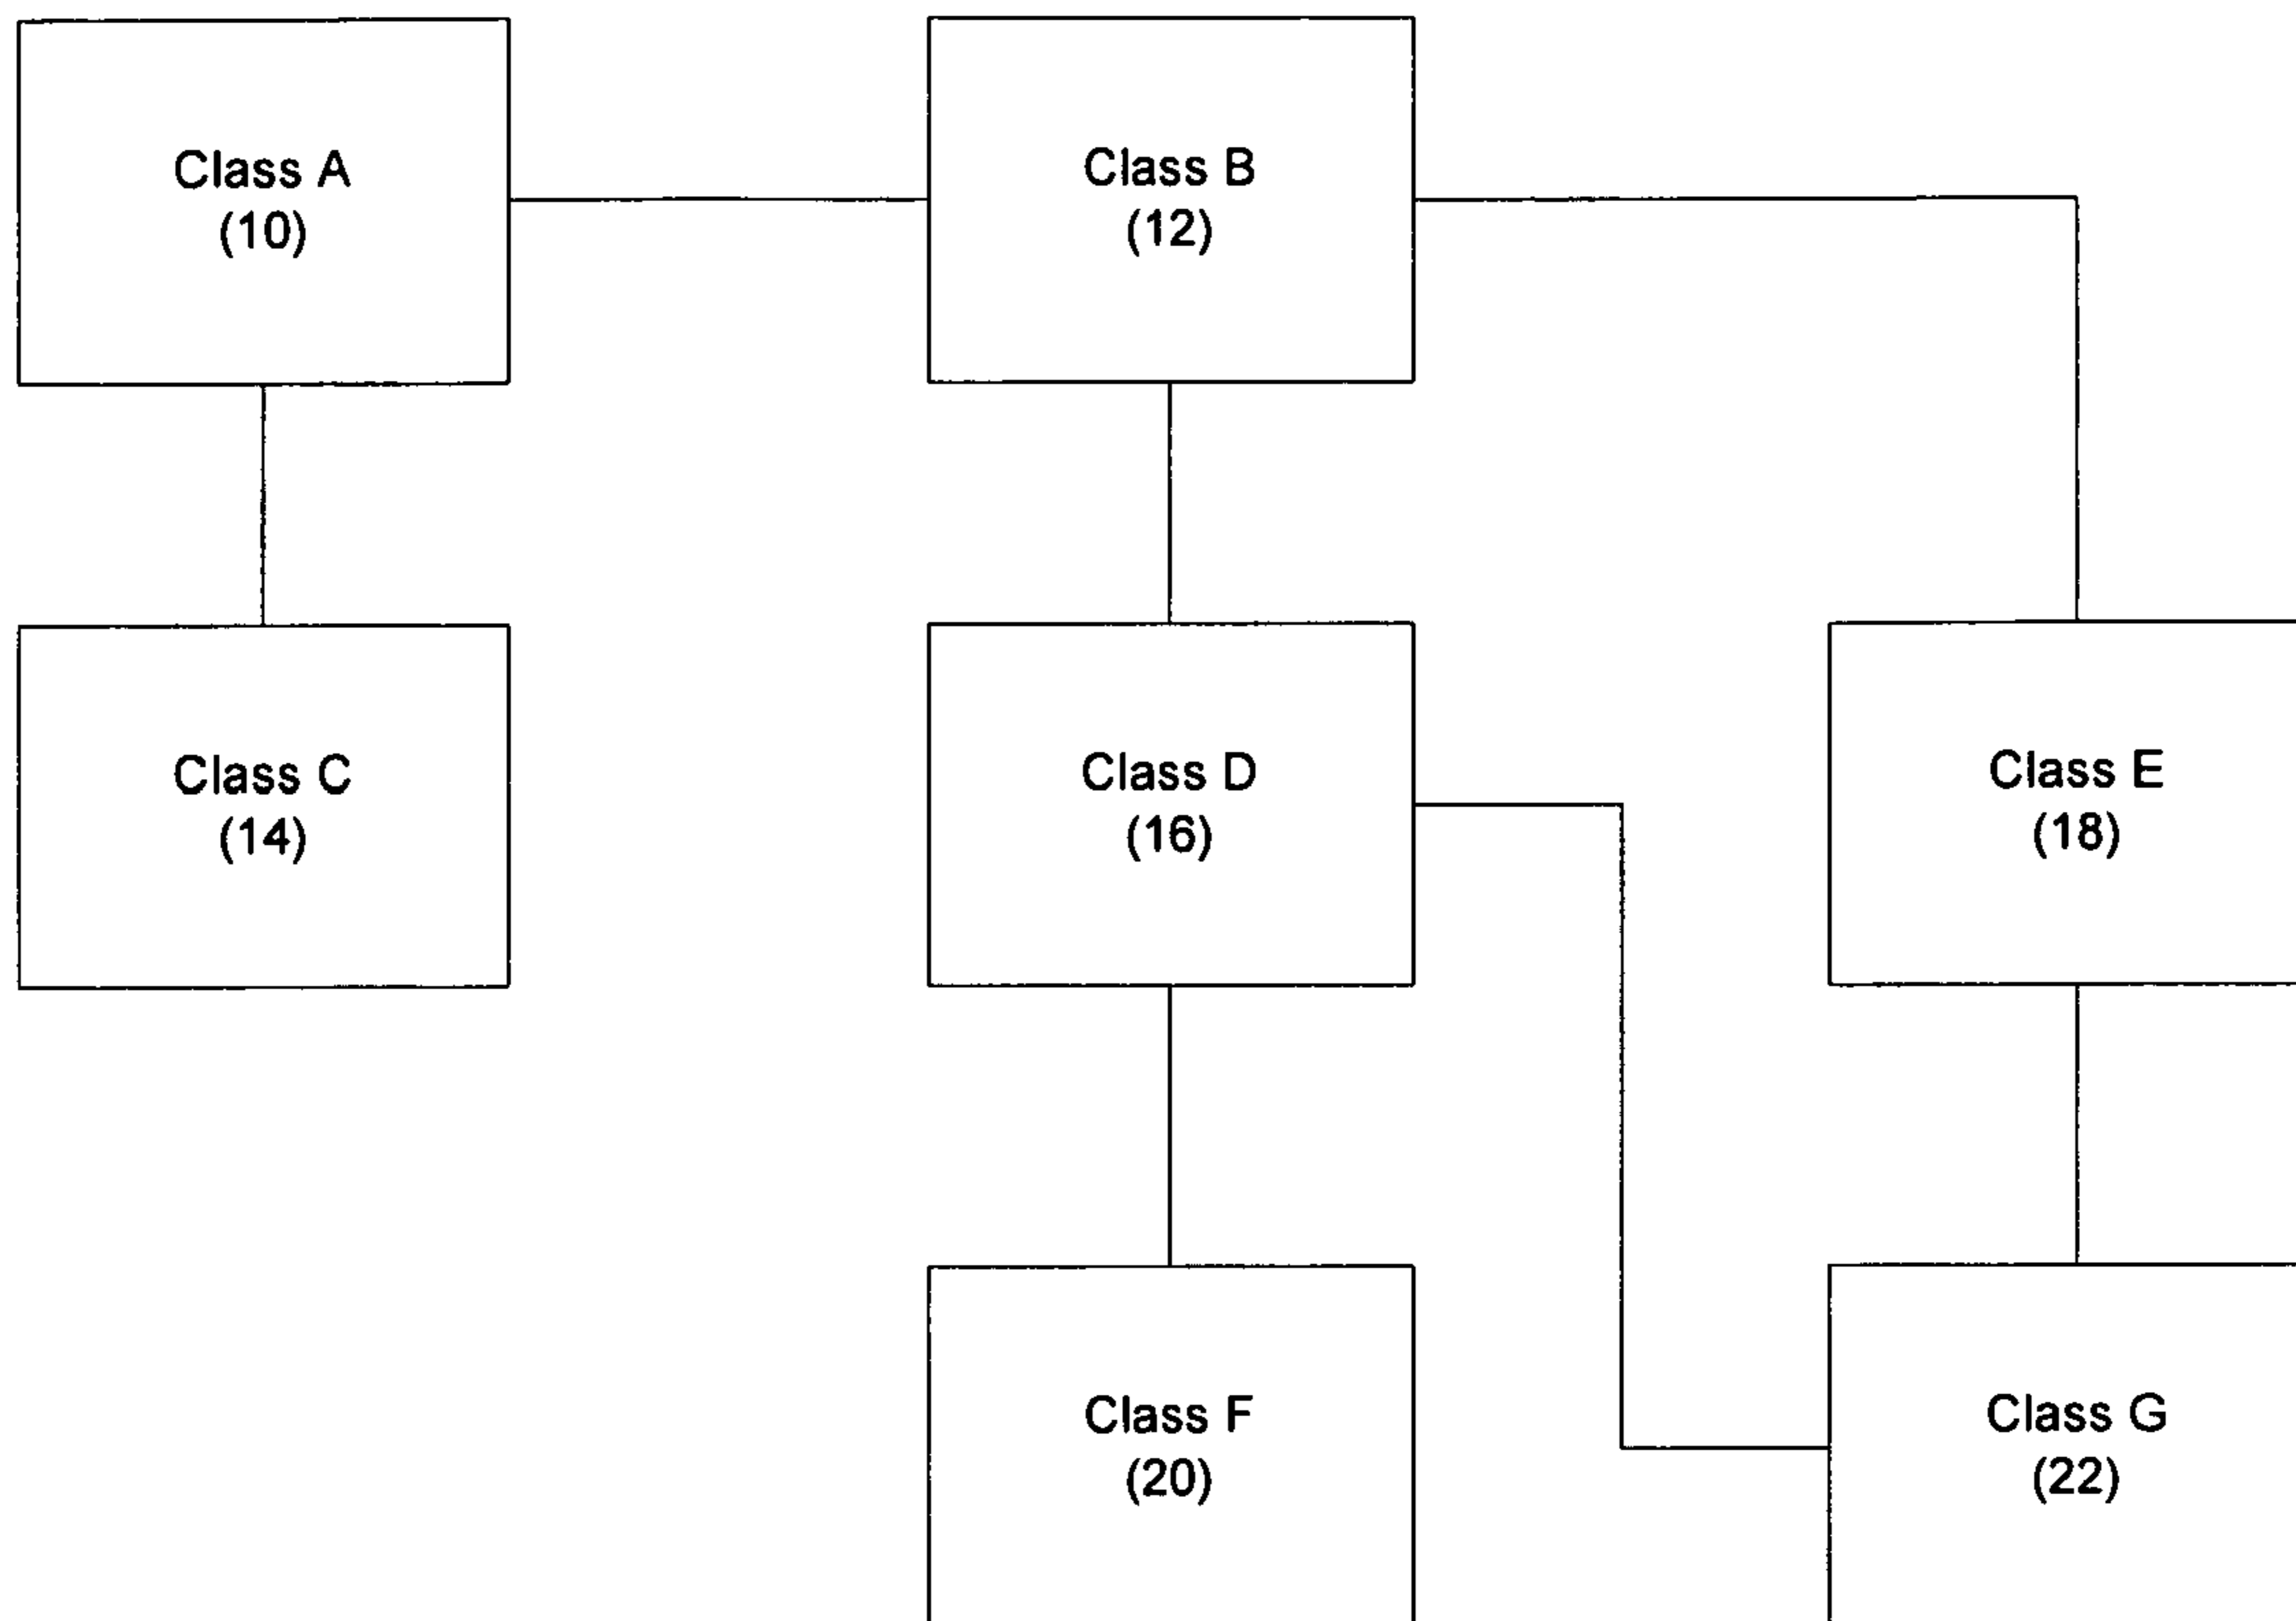 Class A
(10)
Class B
(12)
Class C
(14)
Class D
(16)
Class E
(18)
Class F
(20)
Class G
(22)